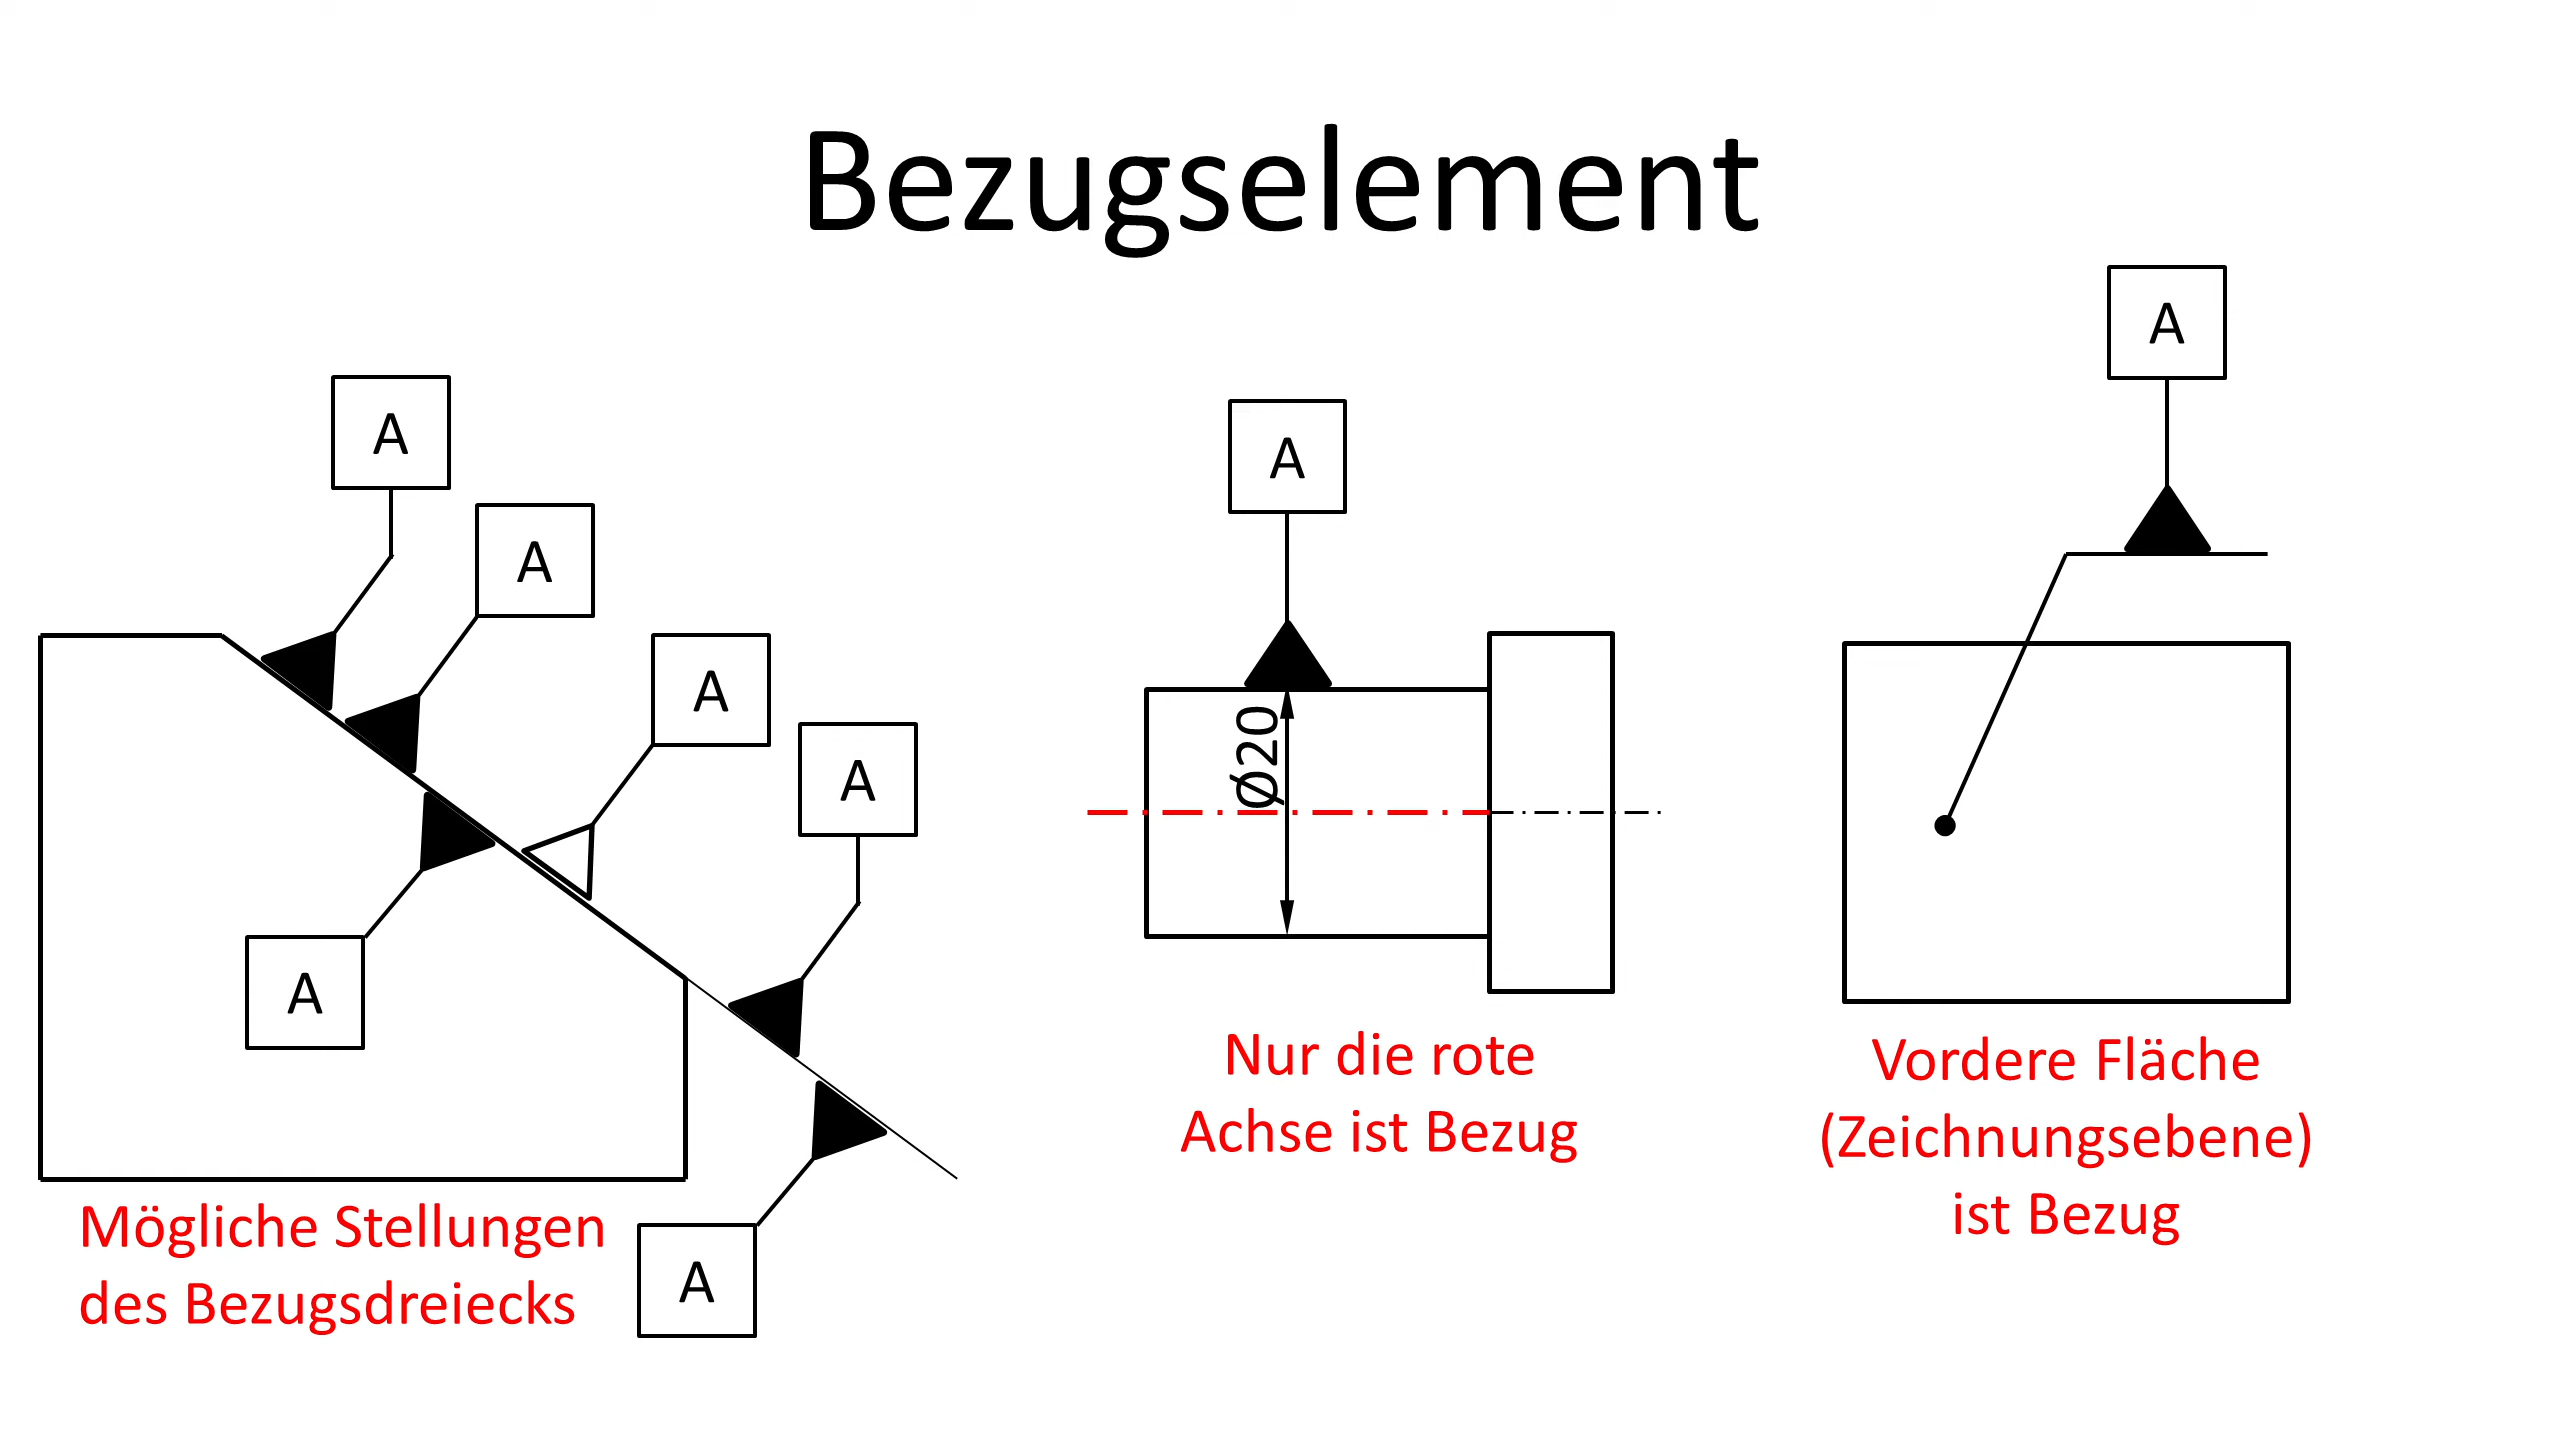 Bezugselement
A
A
A
A
A
A
Mögliche Stellungen
des Bezugsdreiecks
A
Ø20
Nur die rote
Achse ist Bezug
A
Vordere Fläche
(Zeichnungsebene)
ist Bezug